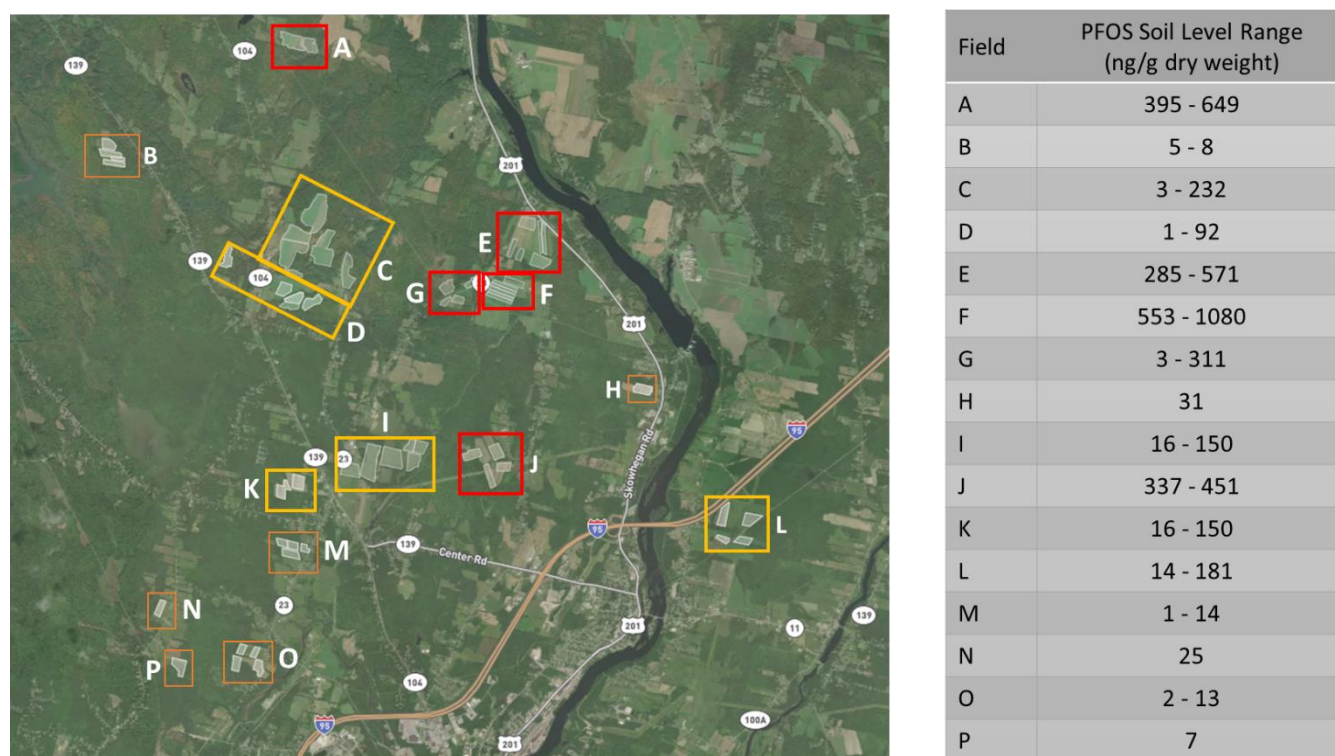 A
104
139
B
201
E
139
104
C
G
F
D
201
H
I
95
139
23
J
K
Skowhegan Rd
L
95
M
139
Center Rd
23
N
201
11
139
O
P
104
95
100A
201
Field PFOS Soil Level Range (ng/g dry weight)
A 395 - 649
B 5 - 8
C 3 - 232
D 1 - 92
E 285 - 571
F 553 - 1080
G 3 - 311
H 31
I 16 - 150
J 337 - 451
K 16 - 150
L 14 - 181
M 1 - 14
N 25
O 2 - 13
P 7